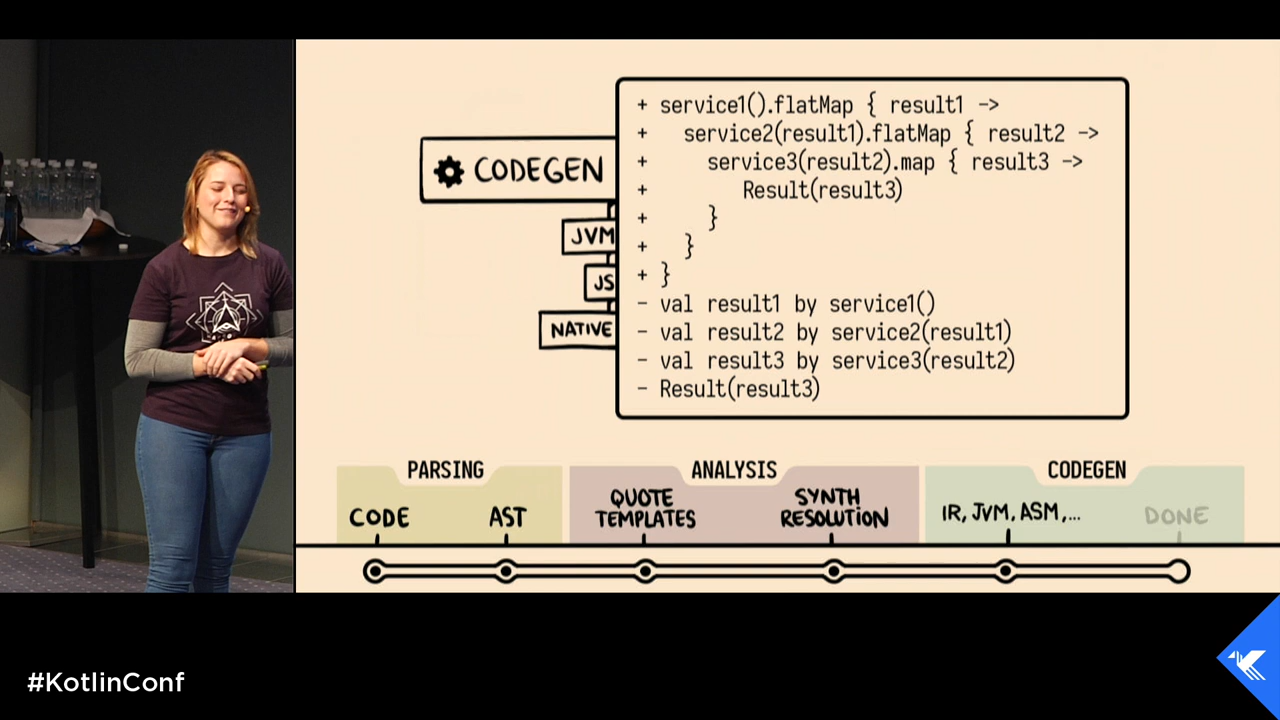 + service1().flatMap { result1 ->
+ service2(result1).flatMap { result2 ->
+ service3(result2).map { result3 ->
+ Result(result3)
+ }
+ }
+ }
- val result1 by service1()
- val result2 by service2(result1)
- val result3 by service3(result2)
- Result(result3)
CODEGEN
JVM
JS
NATIVE
PARSING
ANALYSIS
CODEGEN
CODE
AST
QUOTE
TEMPLATES
SYNTH
RESOLUTION
IR, JVM, ASM,...
DONE
#KotlinConf